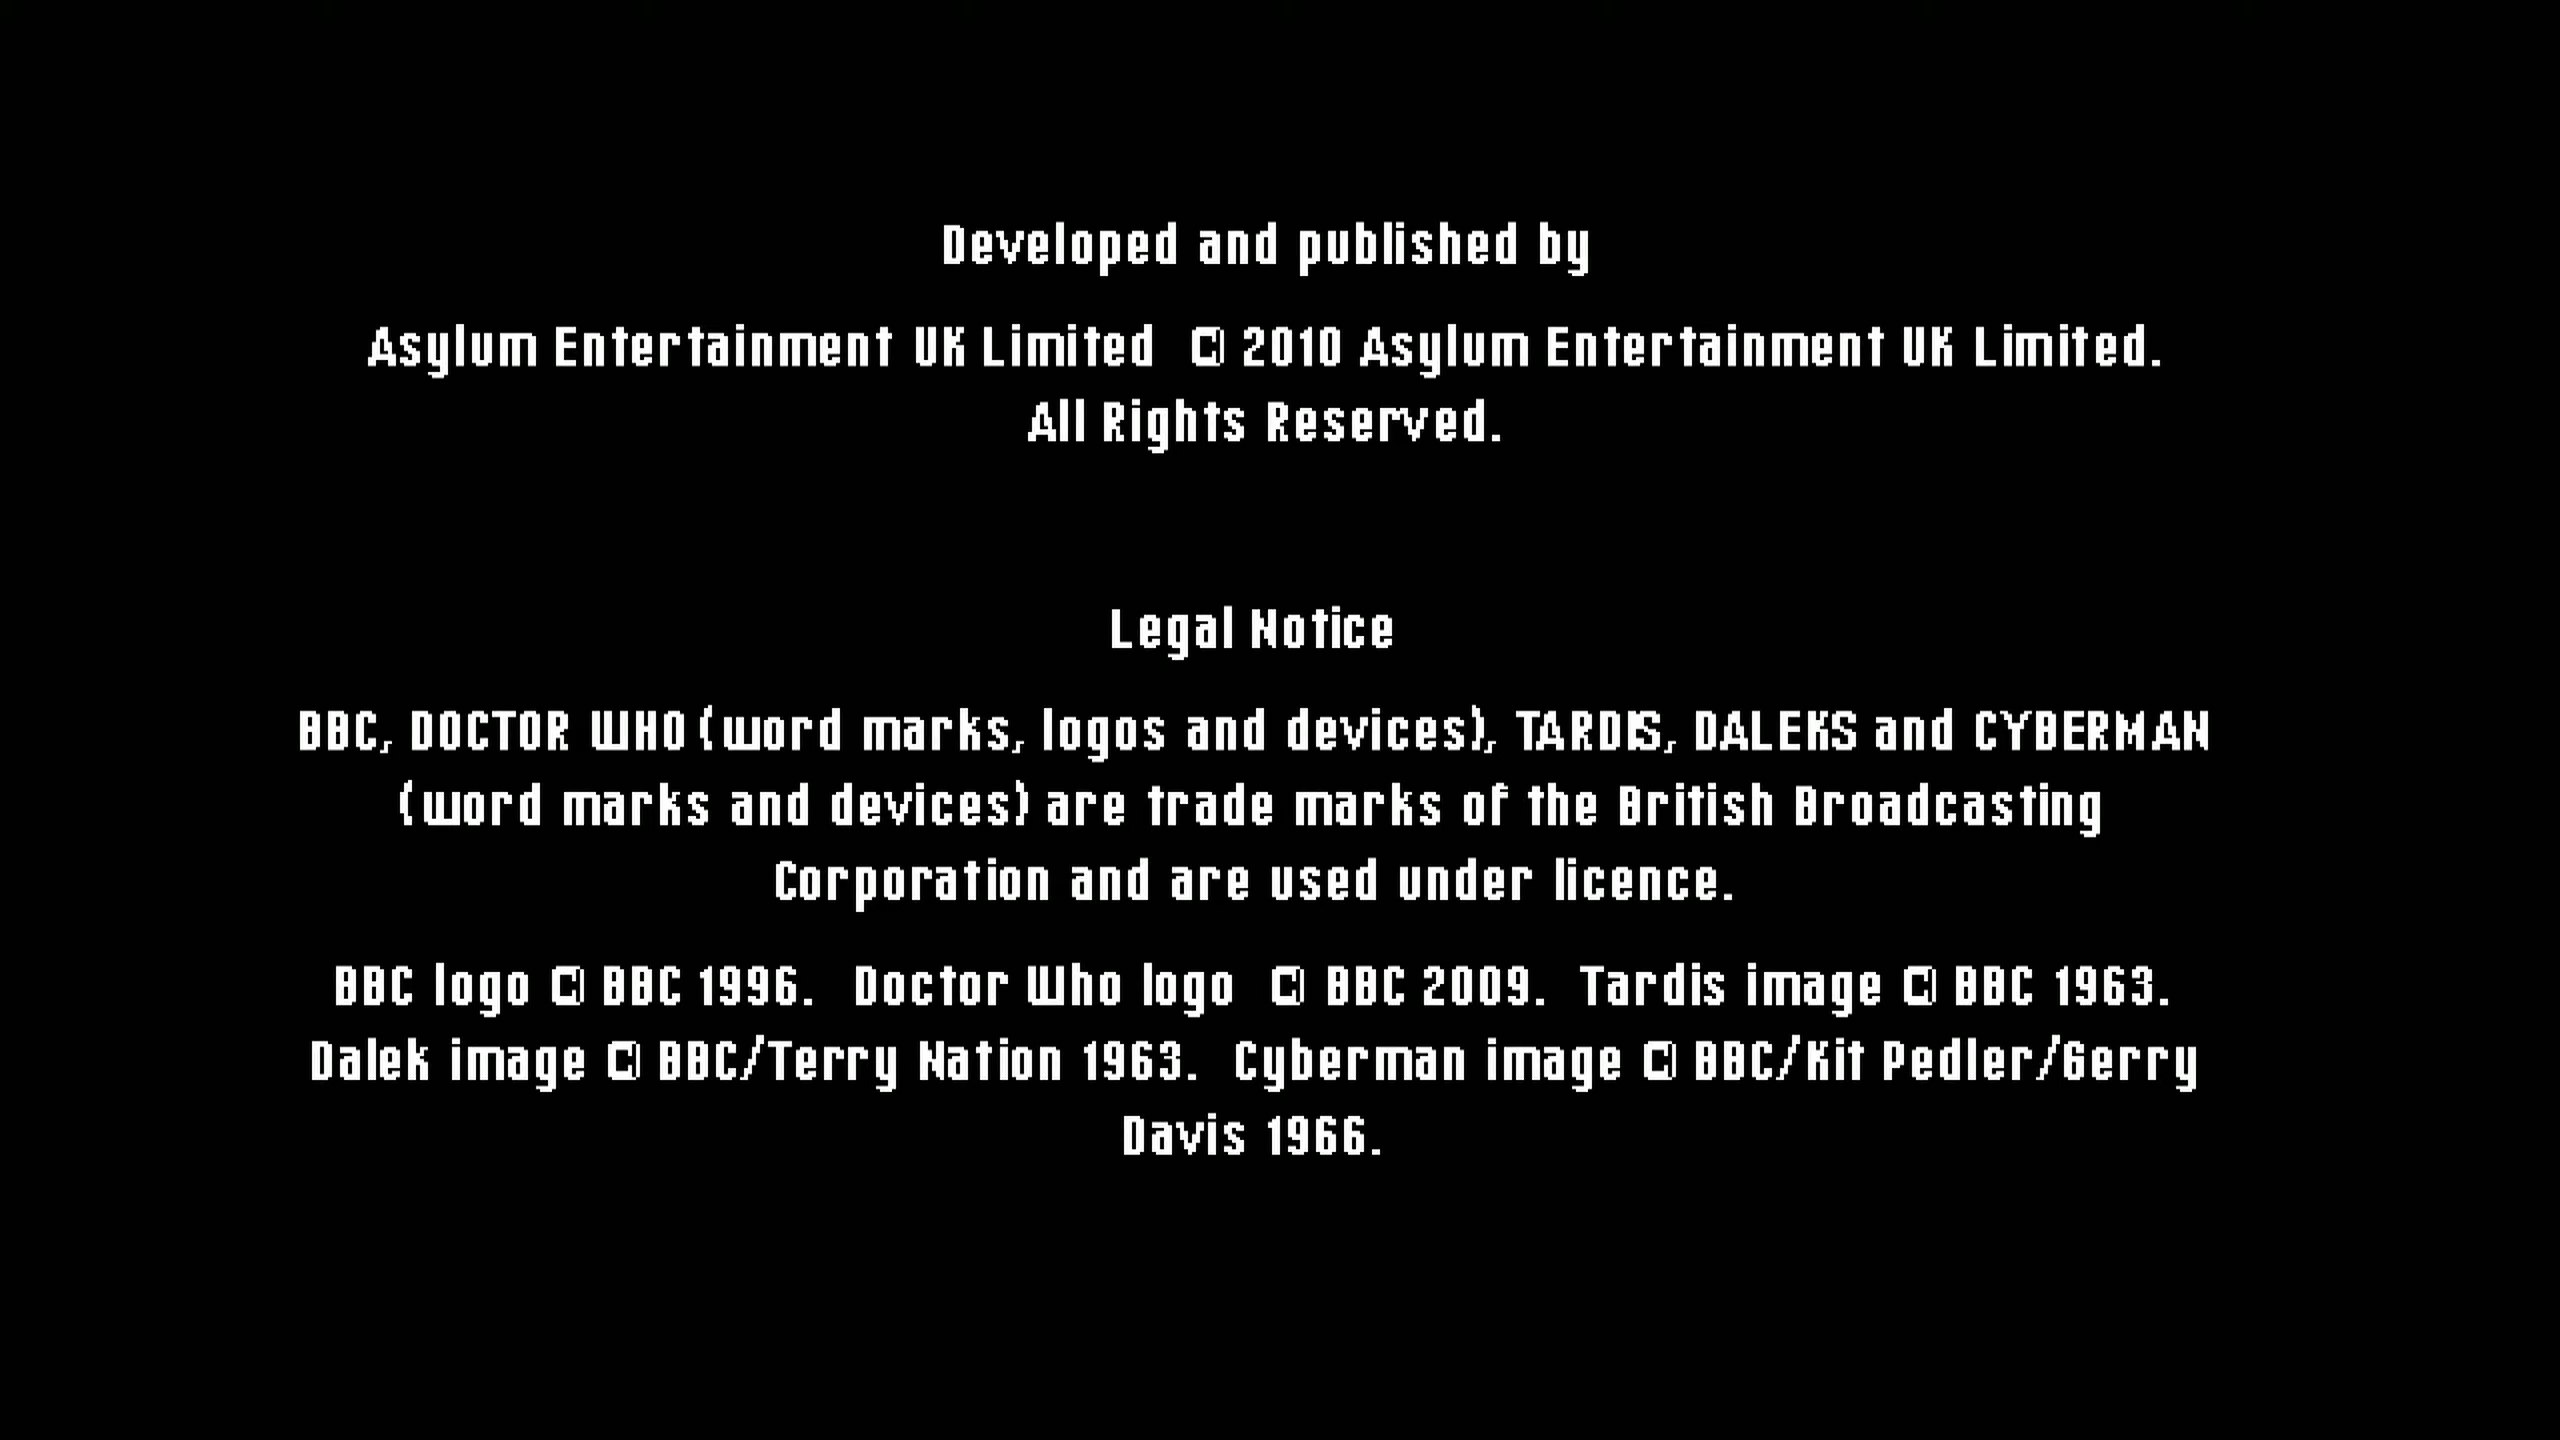 Developed and published by
Asylum Entertainment UK Limited  © 2010 Asylum Entertainment UK Limited.
All Rights Reserved.
Legal Notice
BBC, DOCTOR WHO (word marks, logos and devices), TARDIS, DALEKS and CYBERMAN
(word marks and devices) are trade marks of the British Broadcasting
Corporation and are used under licence.
BBC logo © BBC 1996.  Doctor Who logo  © BBC 2009.  Tardis image © BBC 1963.
Dalek image © BBC/Terry Nation 1963.  Cyberman image © BBC/Kit Pedler/Gerry
Davis 1966.